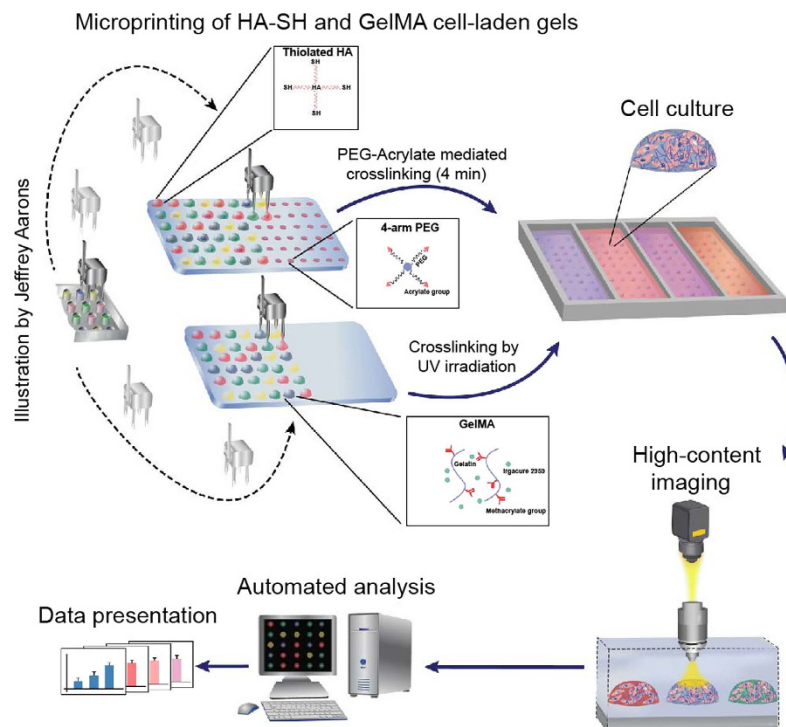 Microprinting of HA-SH and GelMA cell-laden gels
Thiolated HA
SH
SH
HA
SH
SH
Cell culture
PEG-Acrylate mediated
crosslinking (4 min)
4-arm PEG
PEG
Acrylate group
Illustration by Jeffrey Aarons
Crosslinking by
UV irradiation
GelMA
Gelatin
Irgacure 2959
Methacrylate group
High-content
imaging
Automated analysis
Data presentation